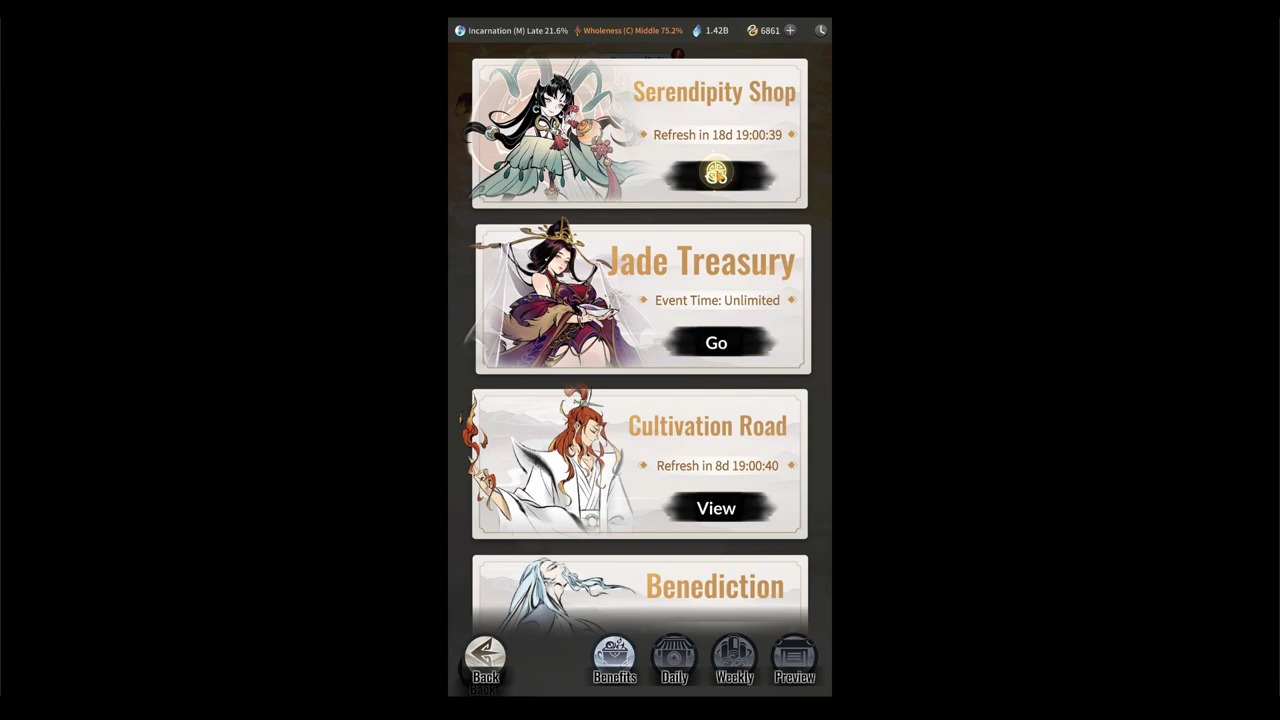 Incarnation (M) Late 21.6% Wholeness (C) Middle 75.2% 1.42B 6861
Serendipity Shop
Refresh in 18d 19:00:39
Jade Treasury
Event Time: Unlimited
Go
Cultivation Road
Refresh in 8d 19:00:40
View
Benediction
Back Benefits Daily Weekly Preview
Back